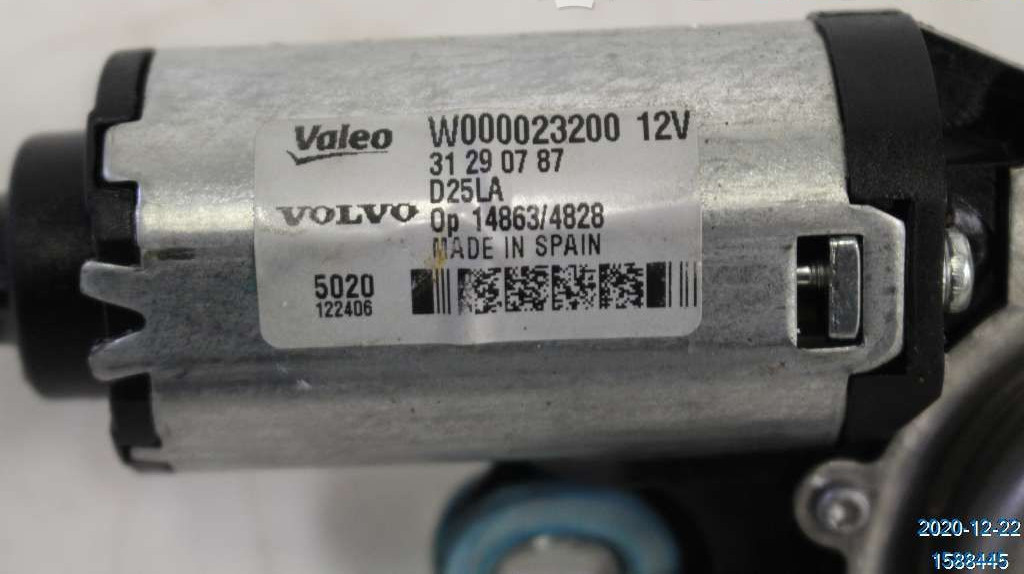 Valeo W000023200 12V
31 29 07 87
D25LA
VOLVO Op 14863/4828
MADE IN SPAIN
5020
122406
2020-12-22
1588445